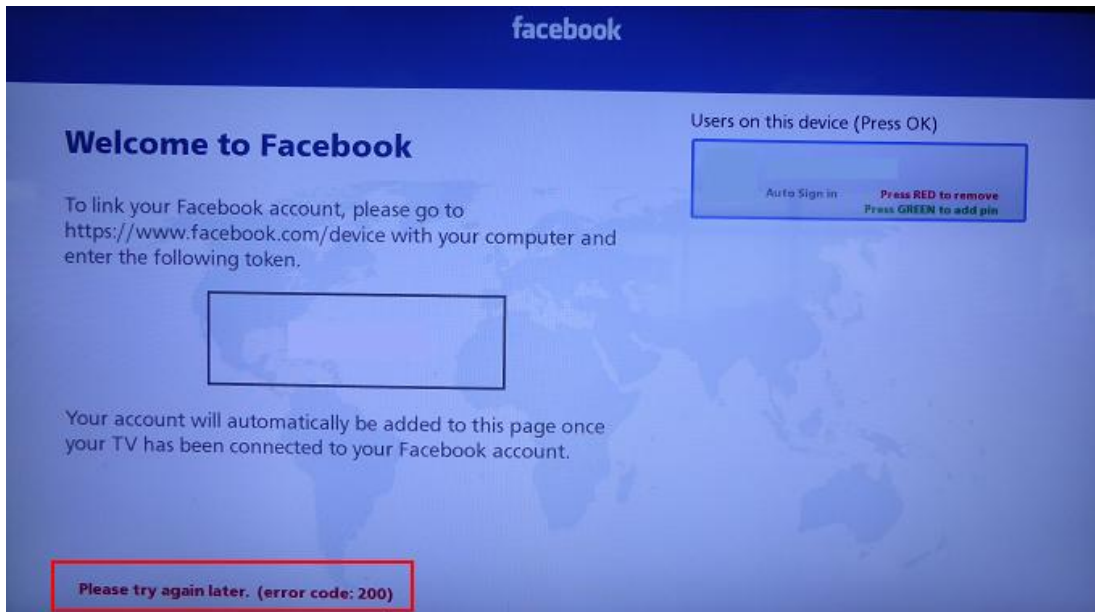 facebook
Welcome to Facebook
To link your Facebook account, please go to
https://www.facebook.com/device with your computer and
enter the following token.
Your account will automatically be added to this page once
your TV has been connected to your Facebook account.
Please try again later. (error code: 200)
Users on this device (Press OK)
Auto Sign in
Press RED to remove
Press GREEN to add pin